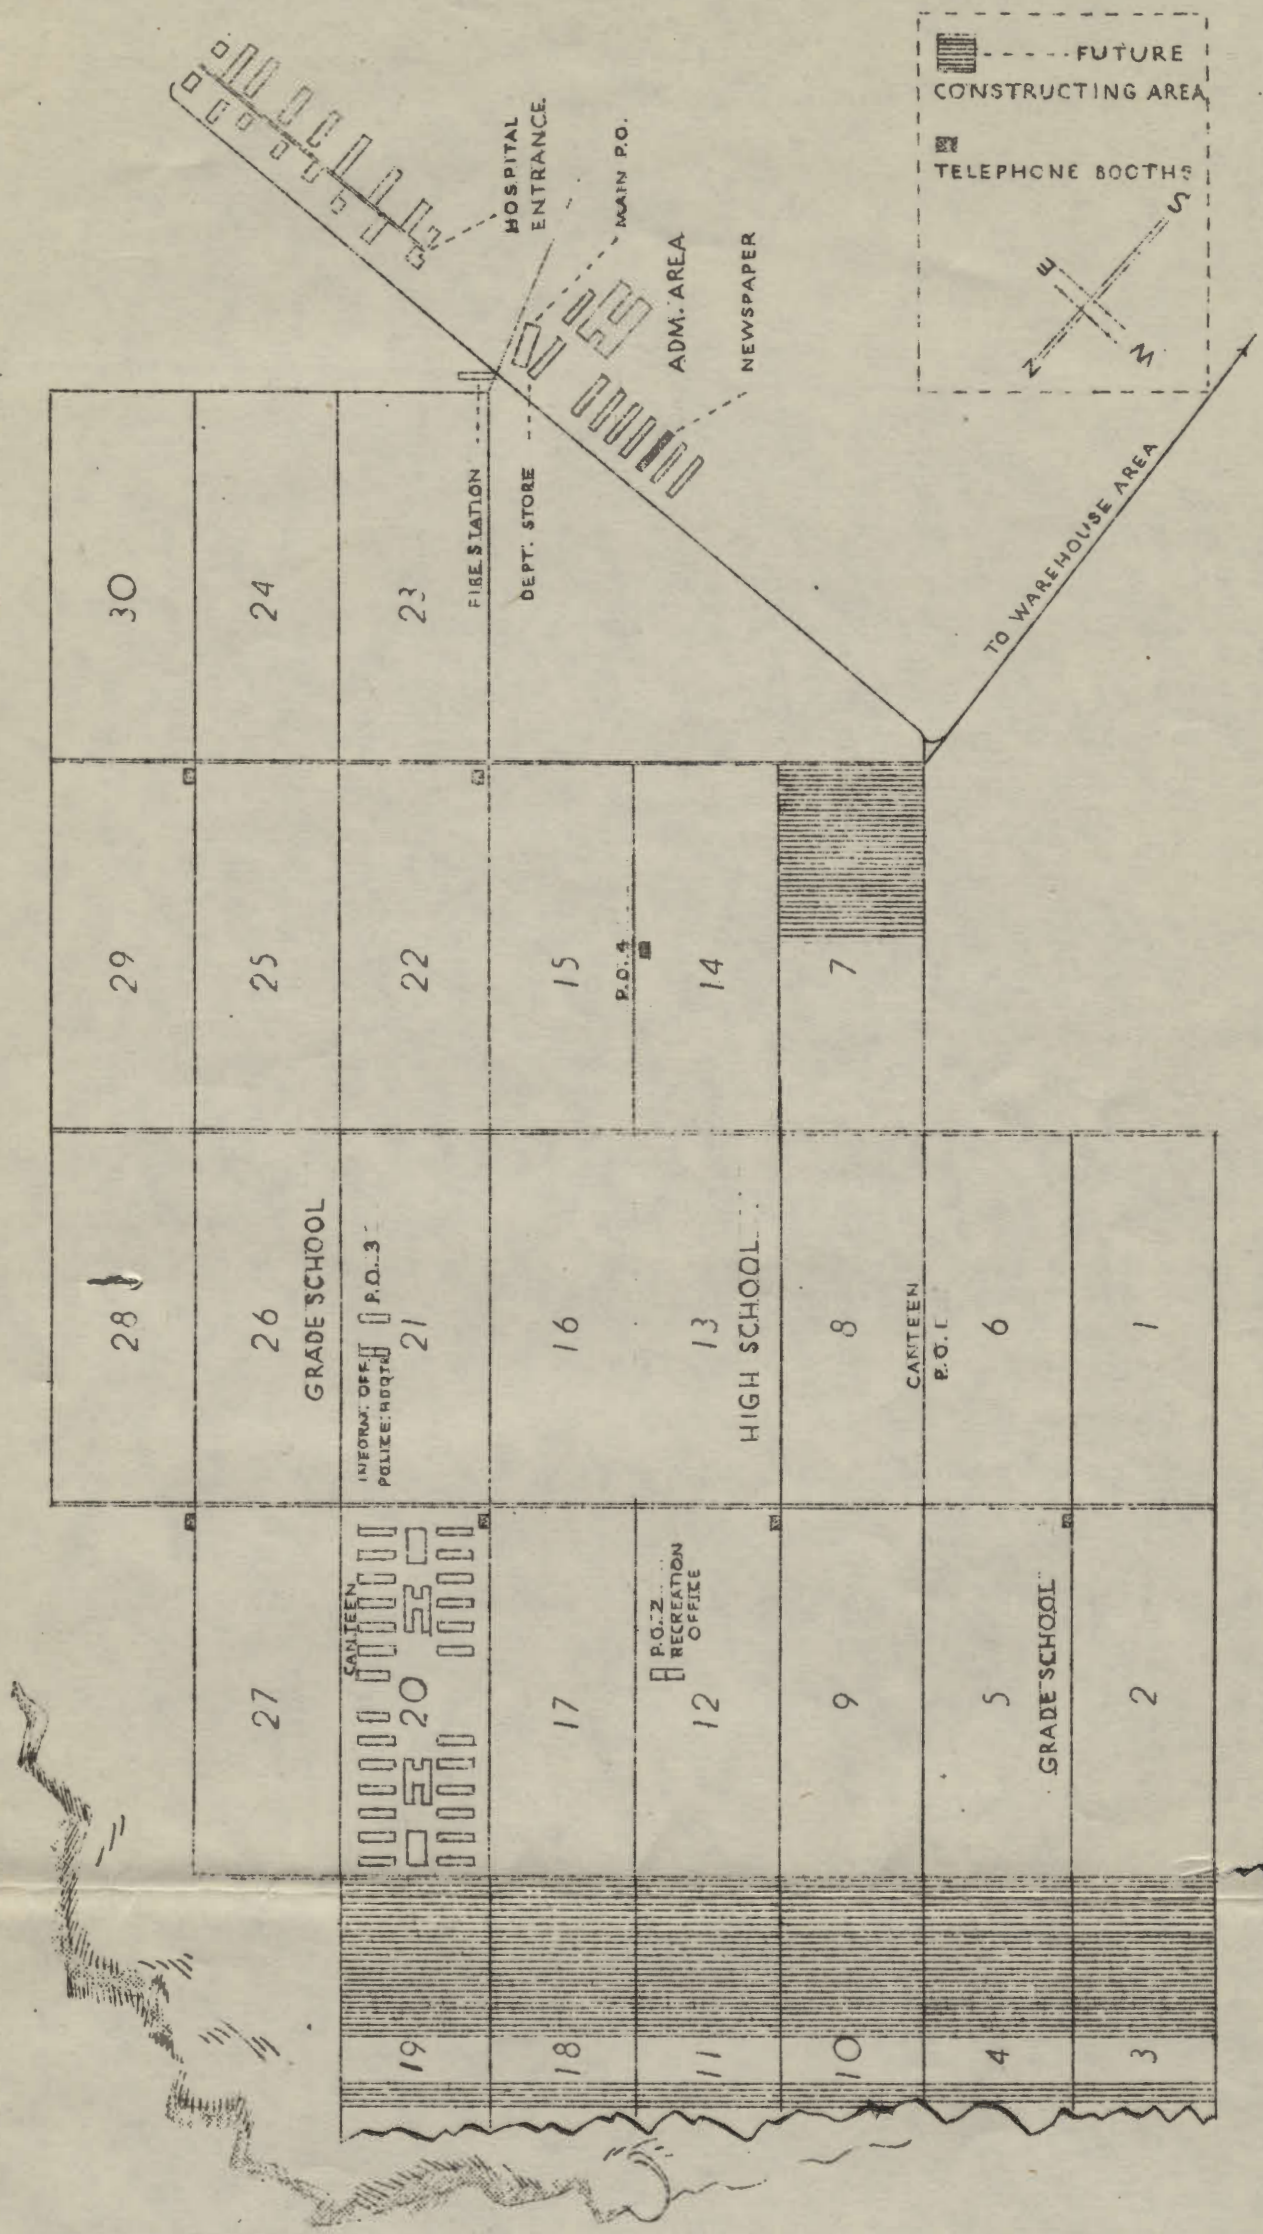 FUTURE
CONSTRUCTING AREA
TELEPHONE BOOTHS
N
E
S
W
HOSPITAL
ENTRANCE.
MAIN P.O.
ADM. AREA
NEWSPAPER
FIRE STATION
DEPT. STORE
TO WAREHOUSE AREA
30
24
23
29
25
22
15
P.O. 4
14
7
28
26
GRADE SCHOOL
INFORM. OFF.
POLICE HDQTR
P.O. 3
21
16
13
HIGH SCHOOL
8
CANTEEN
P.O. 1
6
1
27
CANTEEN
20
17
P.O. 2
RECREATION
OFFICE
12
9
5
GRADE SCHOOL
2
19
18
11
10
4
3